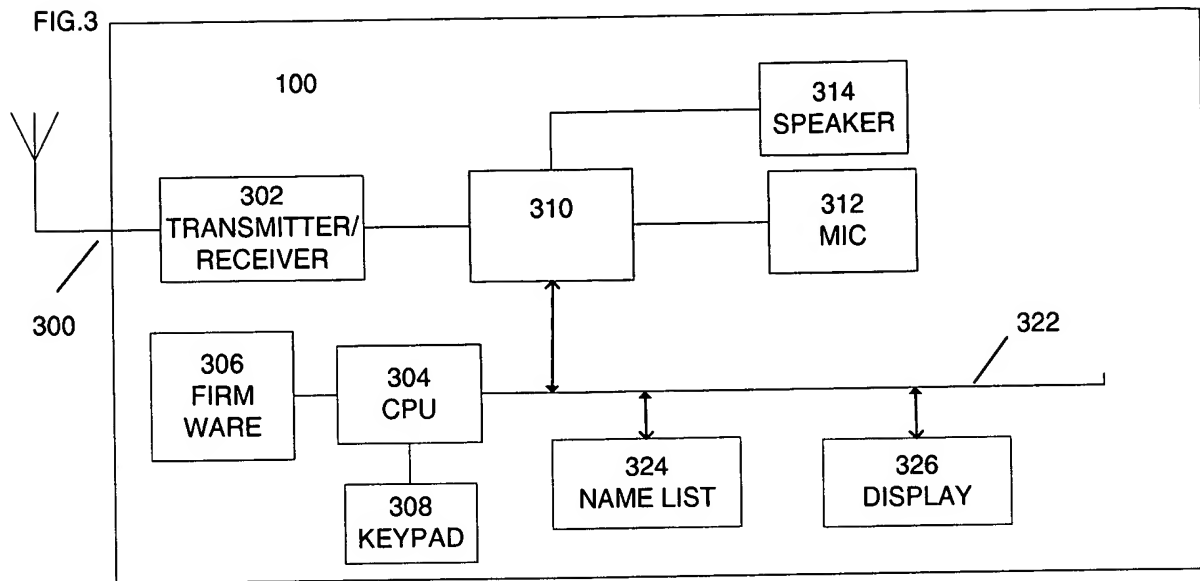 FIG.3
100
314
SPEAKER
302
TRANSMITTER/
RECEIVER
310
312
MIC
300
322
306
FIRM
WARE
304
CPU
324
NAME LIST
326
DISPLAY
308
KEYPAD